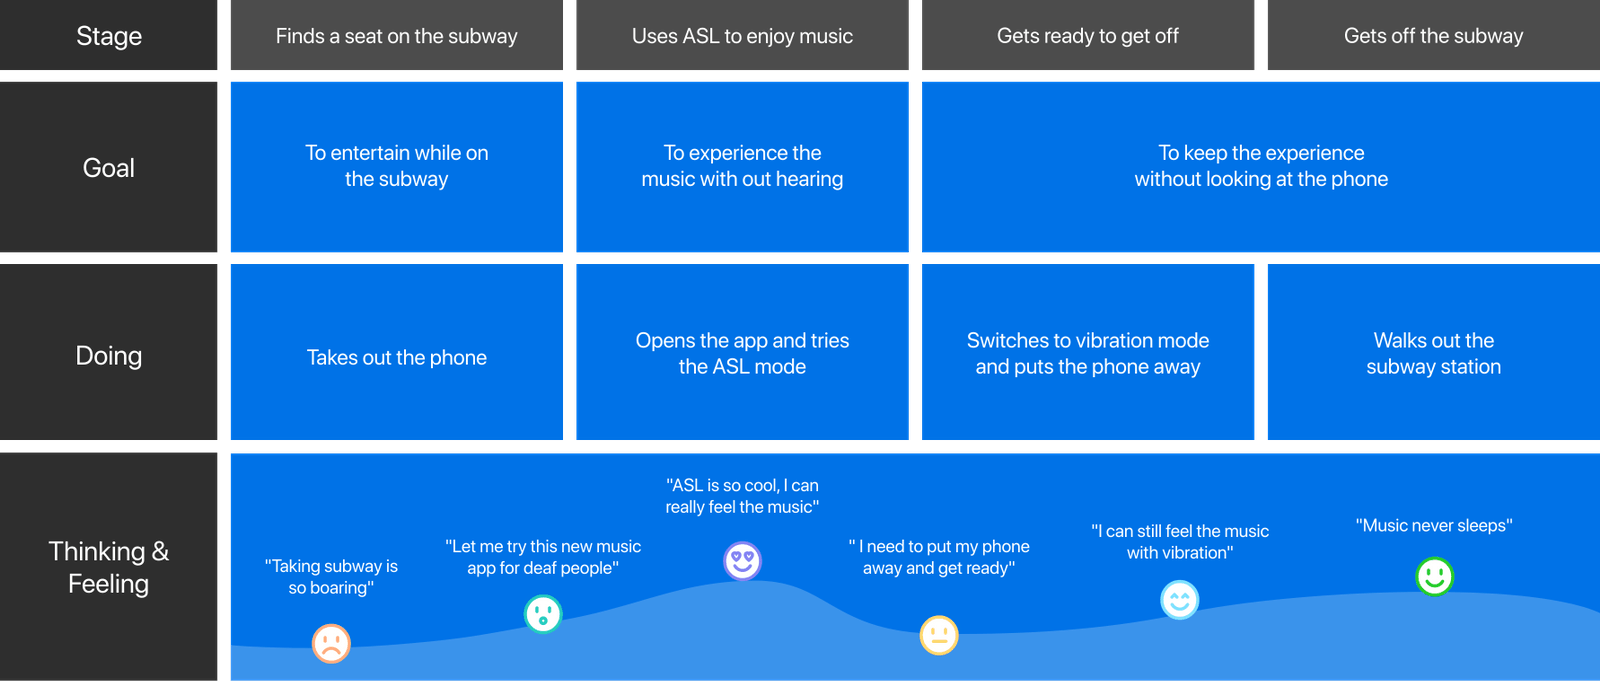 Stage
Finds a seat on the subway
Uses ASL to enjoy music
Gets ready to get off
Gets off the subway
Goal
To entertain while on
the subway
To experience the
music with out hearing
To keep the experience
without looking at the phone
Doing
Takes out the phone
Opens the app and tries
the ASL mode
Switches to vibration mode
and puts the phone away
Walks out the
subway station
Thinking &
Feeling
"Taking subway is
so boaring"
"Let me try this new music
app for deaf people"
"ASL is so cool, I can
really feel the music"
" I need to put my phone
away and get ready"
"I can still feel the music
with vibration"
"Music never sleeps"